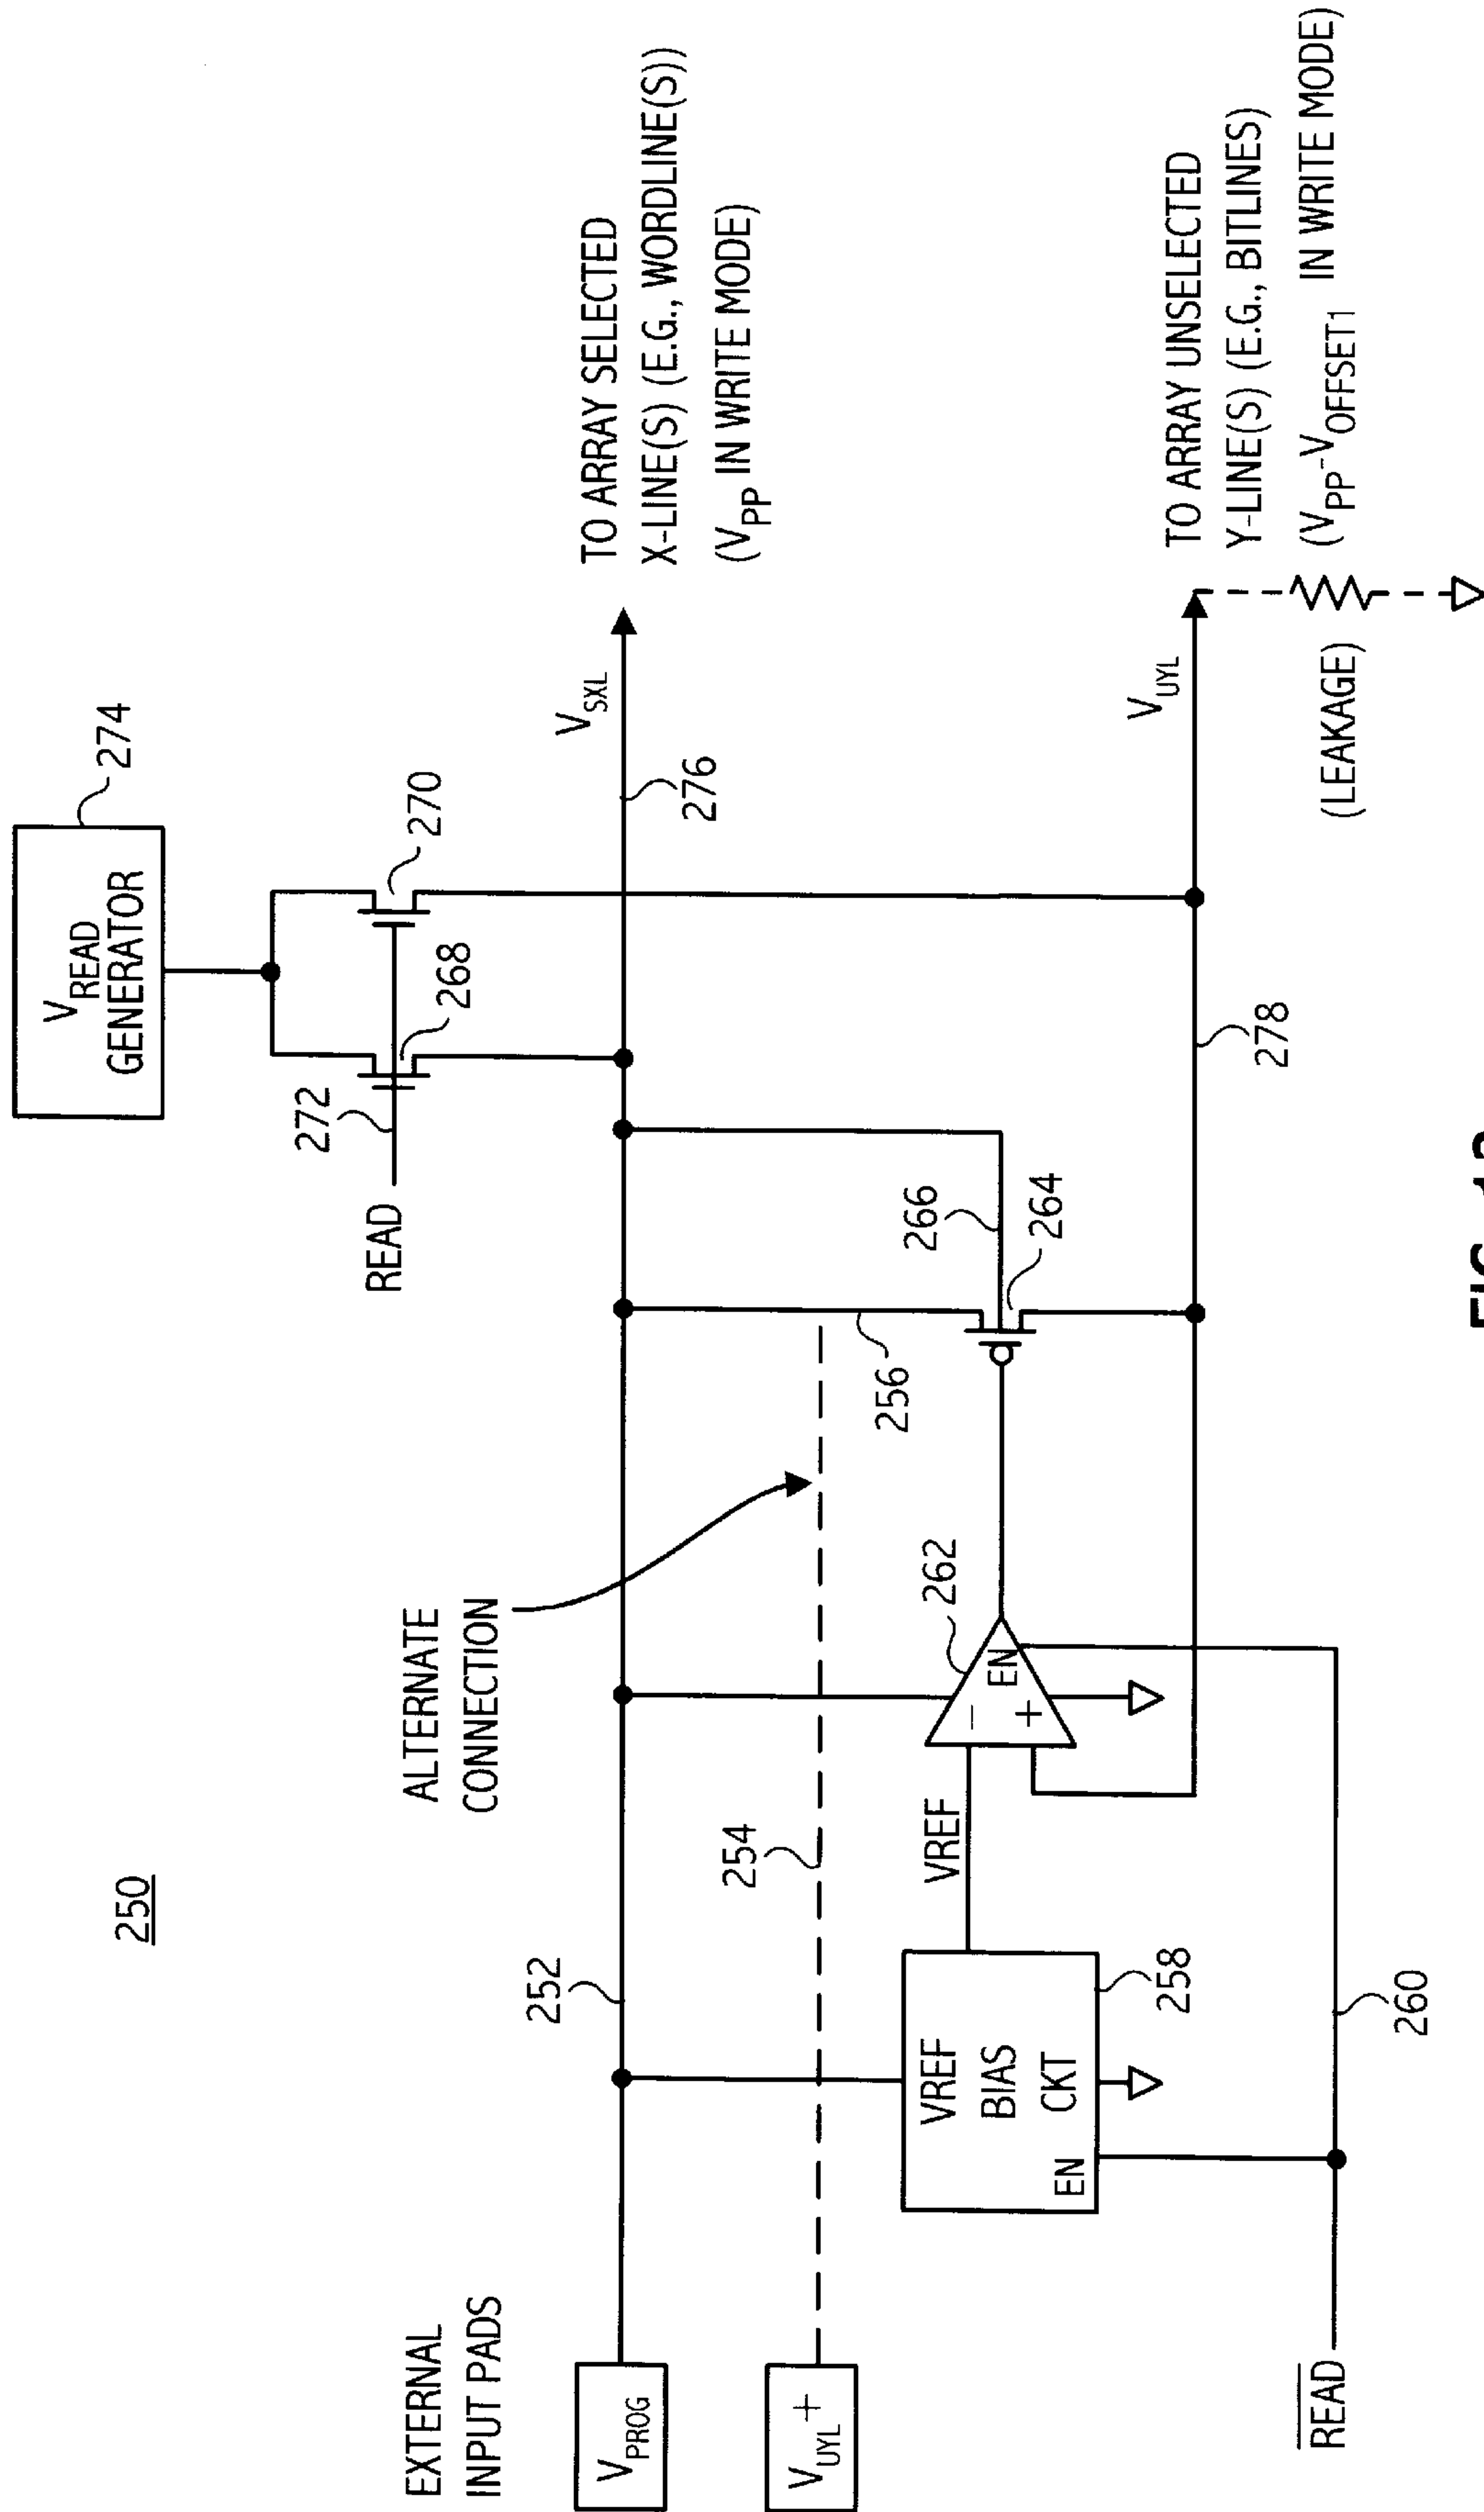 250
EXTERNAL
INPUT PADS
V_PROG
V_UYL+
252
254
ALTERNATE
CONNECTION
READ
272
V_READ
GENERATOR
274
268
270
V_SXL
276
TO ARRAY SELECTED
X-LINE(S) (E.G., WORDLINE(S))
(V_PP IN WRITE MODE)
256
266
264
262
VREF
−
+
EN
VREF
BIAS
CKT
EN
258
260
R̅E̅A̅D̅
278
V_UYL
TO ARRAY UNSELECTED
Y-LINE(S) (E.G., BITLINES)
(V_PP-V_OFFSET1 IN WRITE MODE)
(LEAKAGE)